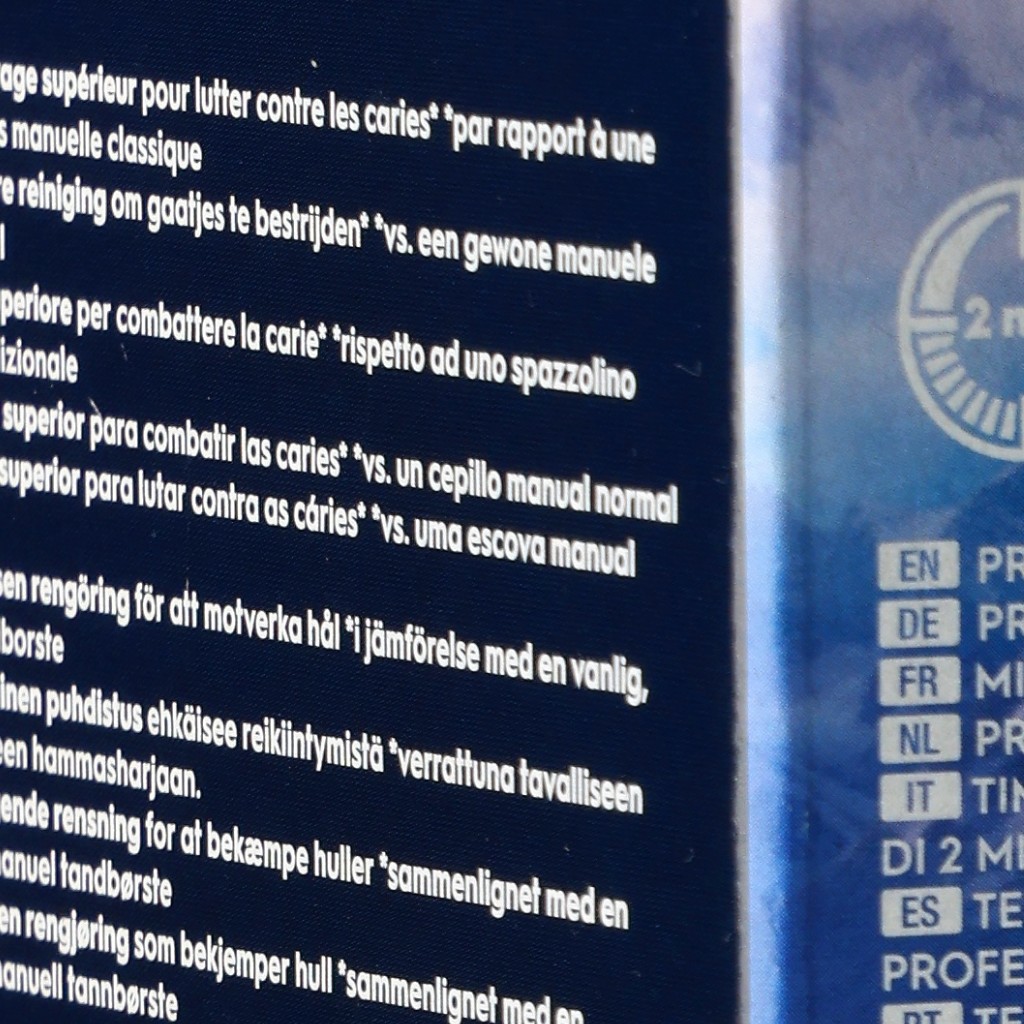 age supérieur pour lutter contre les caries* *par rapport à une
s manuelle classique
re reiniging om gaatjes te bestrijden* *vs. een gewone manuele
l
periore per combattere la carie* *rispetto ad uno spazzolino
izionale
superior para combatir las caries* *vs. un cepillo manual normal
superior para lutar contra as cáries* *vs. uma escova manual
sen rengöring för att motverka hål *i jämförelse med en vanlig,
borste
inen puhdistus ehkäisee reikiintymistä *verrattuna tavalliseen
een hammasharjaan.
ende rensning for at bekæmpe huller *sammenlignet med en
anuel tandbørste
en rengjøring som bekjemper hull *sammenlignet med en
anuell tannbørste
2 m
EN PR
DE PR
FR MI
NL PR
IT TIM
DI 2 MI
ES TE
PROFE
PT TE